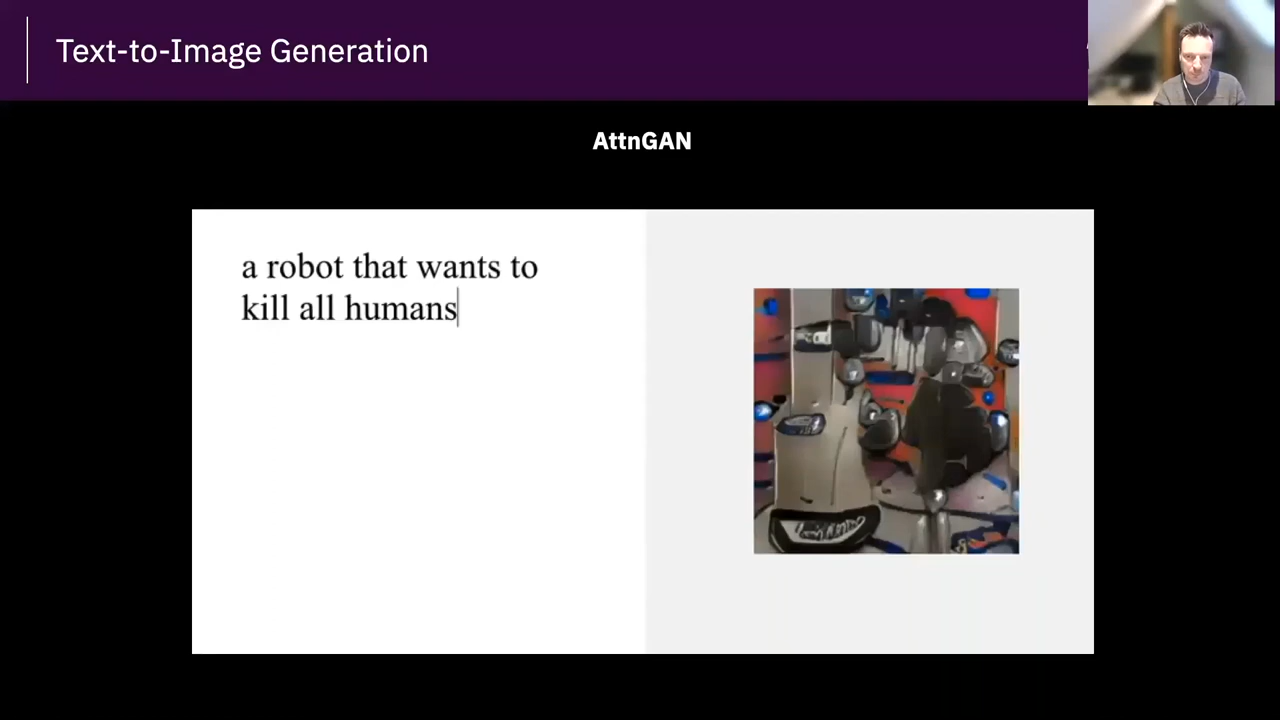 Text-to-Image Generation
AttnGAN
a robot that wants to
kill all humans